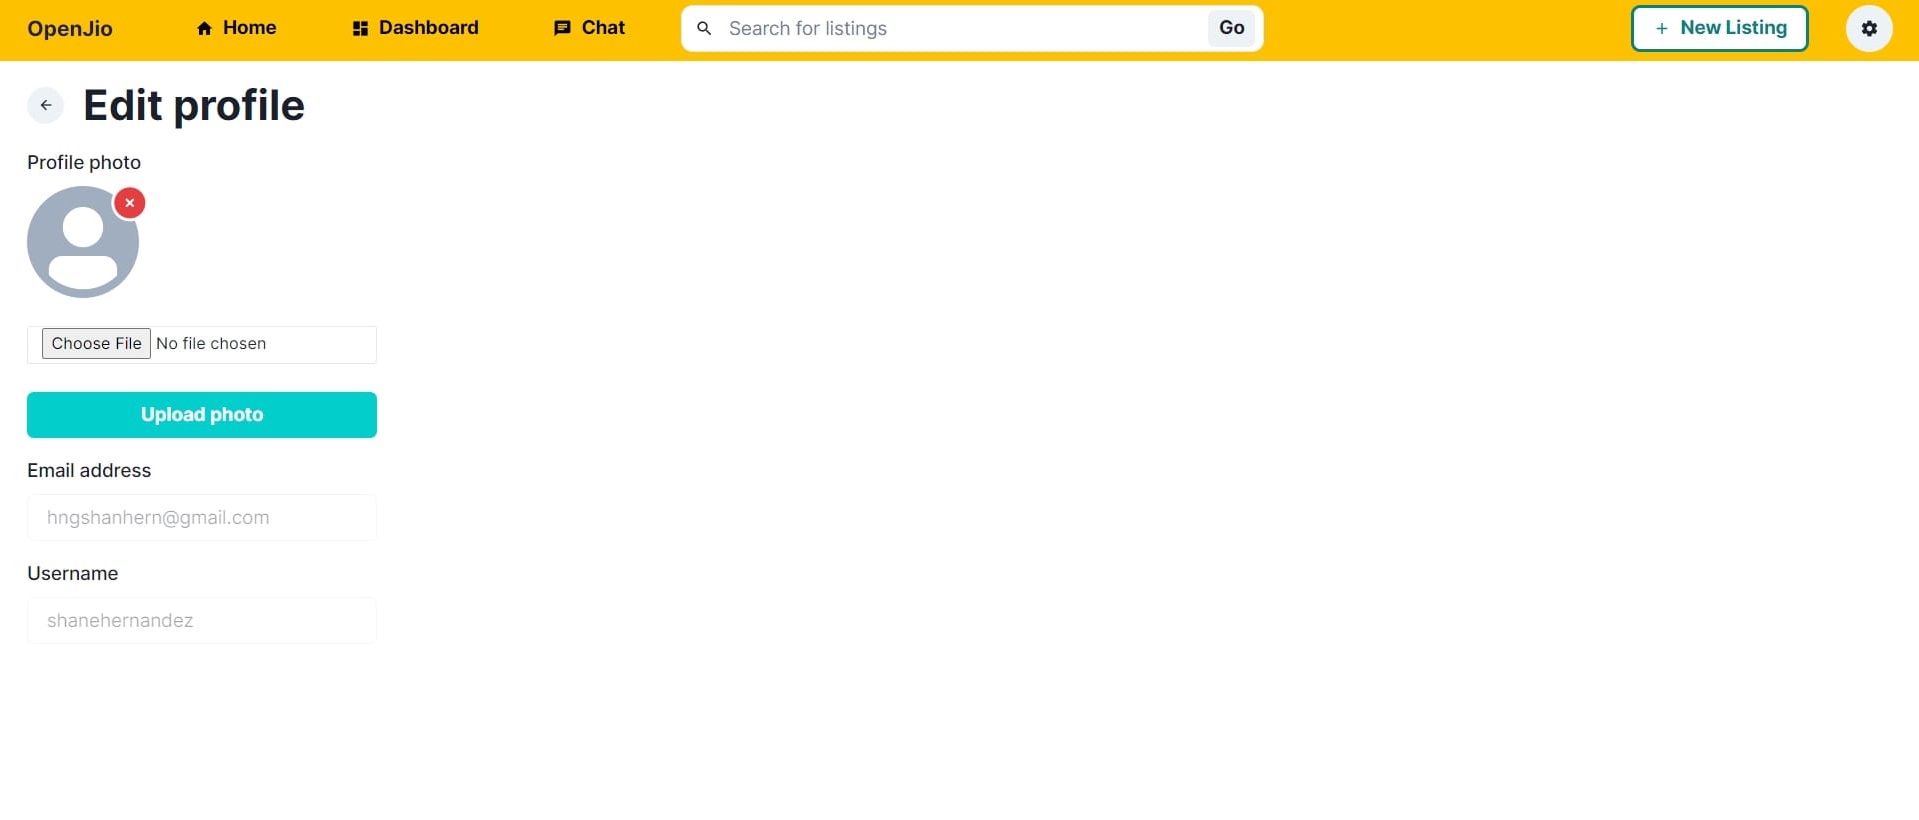 OpenJio Home Dashboard Chat Search for listings Go + New Listing
Edit profile
Profile photo
Choose File No file chosen
Upload photo
Email address
hngshanhern@gmail.com
Username
shanehernandez